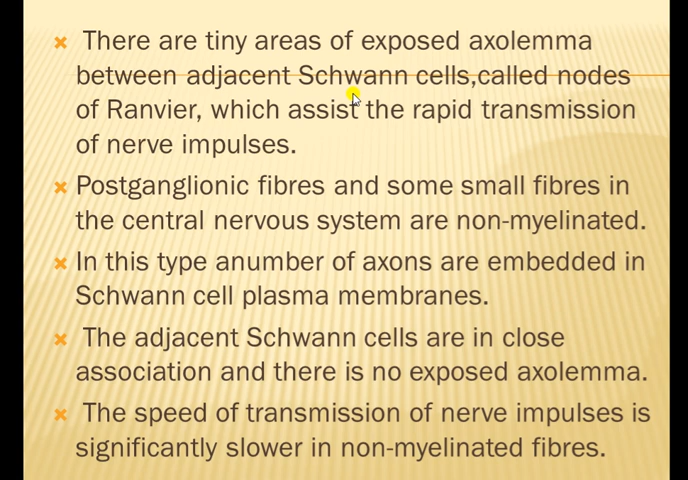 There are tiny areas of exposed axolemma
between adjacent Schwann cells,called nodes
of Ranvier, which assist the rapid transmission
of nerve impulses.
Postganglionic fibres and some small fibres in
the central nervous system are non-myelinated.
In this type anumber of axons are embedded in
Schwann cell plasma membranes.
The adjacent Schwann cells are in close
association and there is no exposed axolemma.
The speed of transmission of nerve impulses is
significantly slower in non-myelinated fibres.